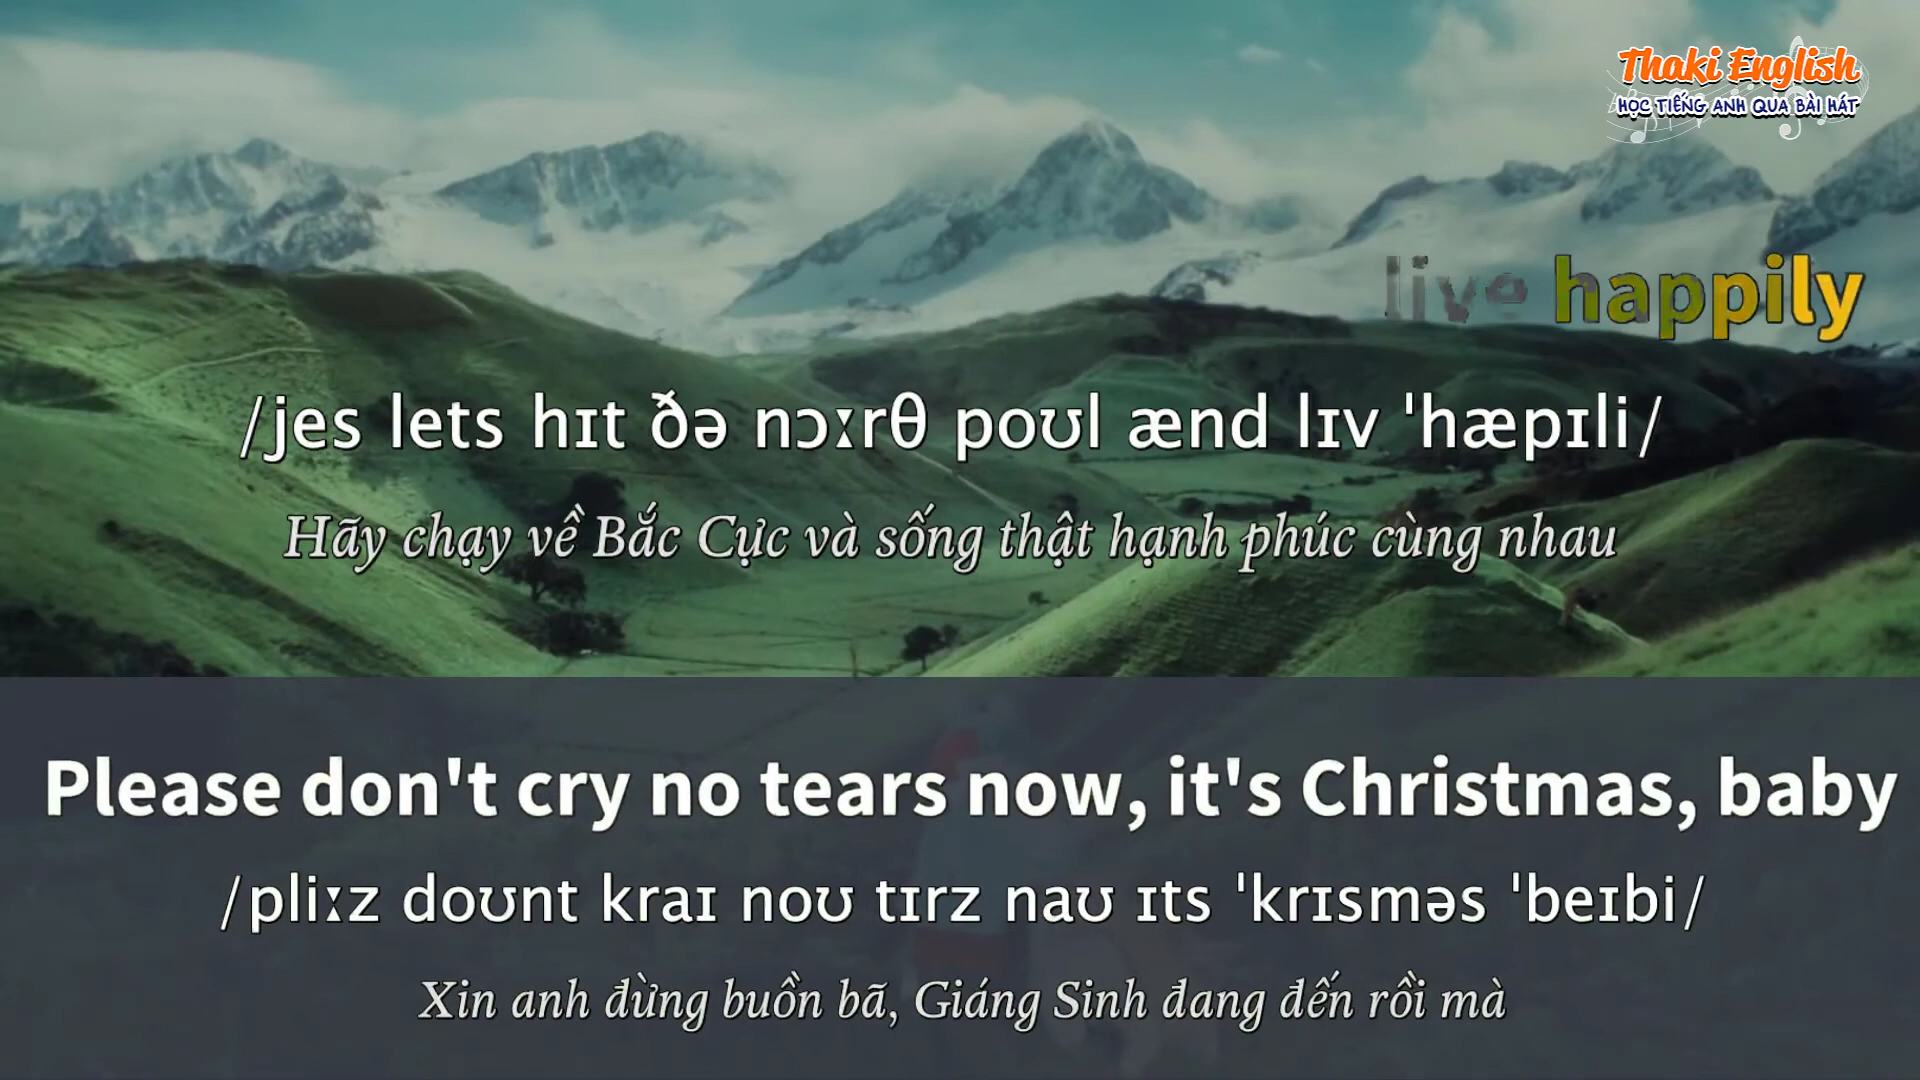 Thaki English
HỌC TIẾNG ANH QUA BÀI HÁT
live happily
/jes lets hɪt ðə nɔːrθ poʊl ænd lɪv ˈhæpɪli/
Hãy chạy về Bắc Cực và sống thật hạnh phúc cùng nhau
Please don't cry no tears now, it's Christmas, baby
/pliːz doʊnt kraɪ noʊ tɪrz naʊ ɪts ˈkrɪsməs ˈbeɪbi/
Xin anh đừng buồn bã, Giáng Sinh đang đến rồi mà